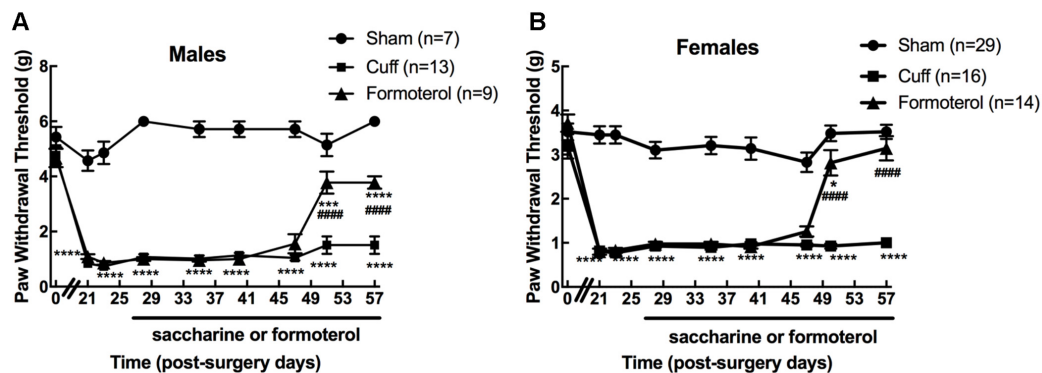 A
Males
Sham (n=7)
Cuff (n=13)
Formoterol (n=9)
Paw Withdrawal Threshold (g)
8
6
4
2
0
**** **** **** **** **** **** **** ****
*** ****
#### ####
0 21 25 29 33 37 41 45 49 53 57
saccharine or formoterol
Time (post-surgery days)
B
Females
Sham (n=29)
Cuff (n=16)
Formoterol (n=14)
Paw Withdrawal Threshold (g)
5
4
3
2
1
0
* ####
####
**** **** **** **** **** **** **** ****
0 21 25 29 33 37 41 45 49 53 57
saccharine or formoterol
Time (post-surgery days)